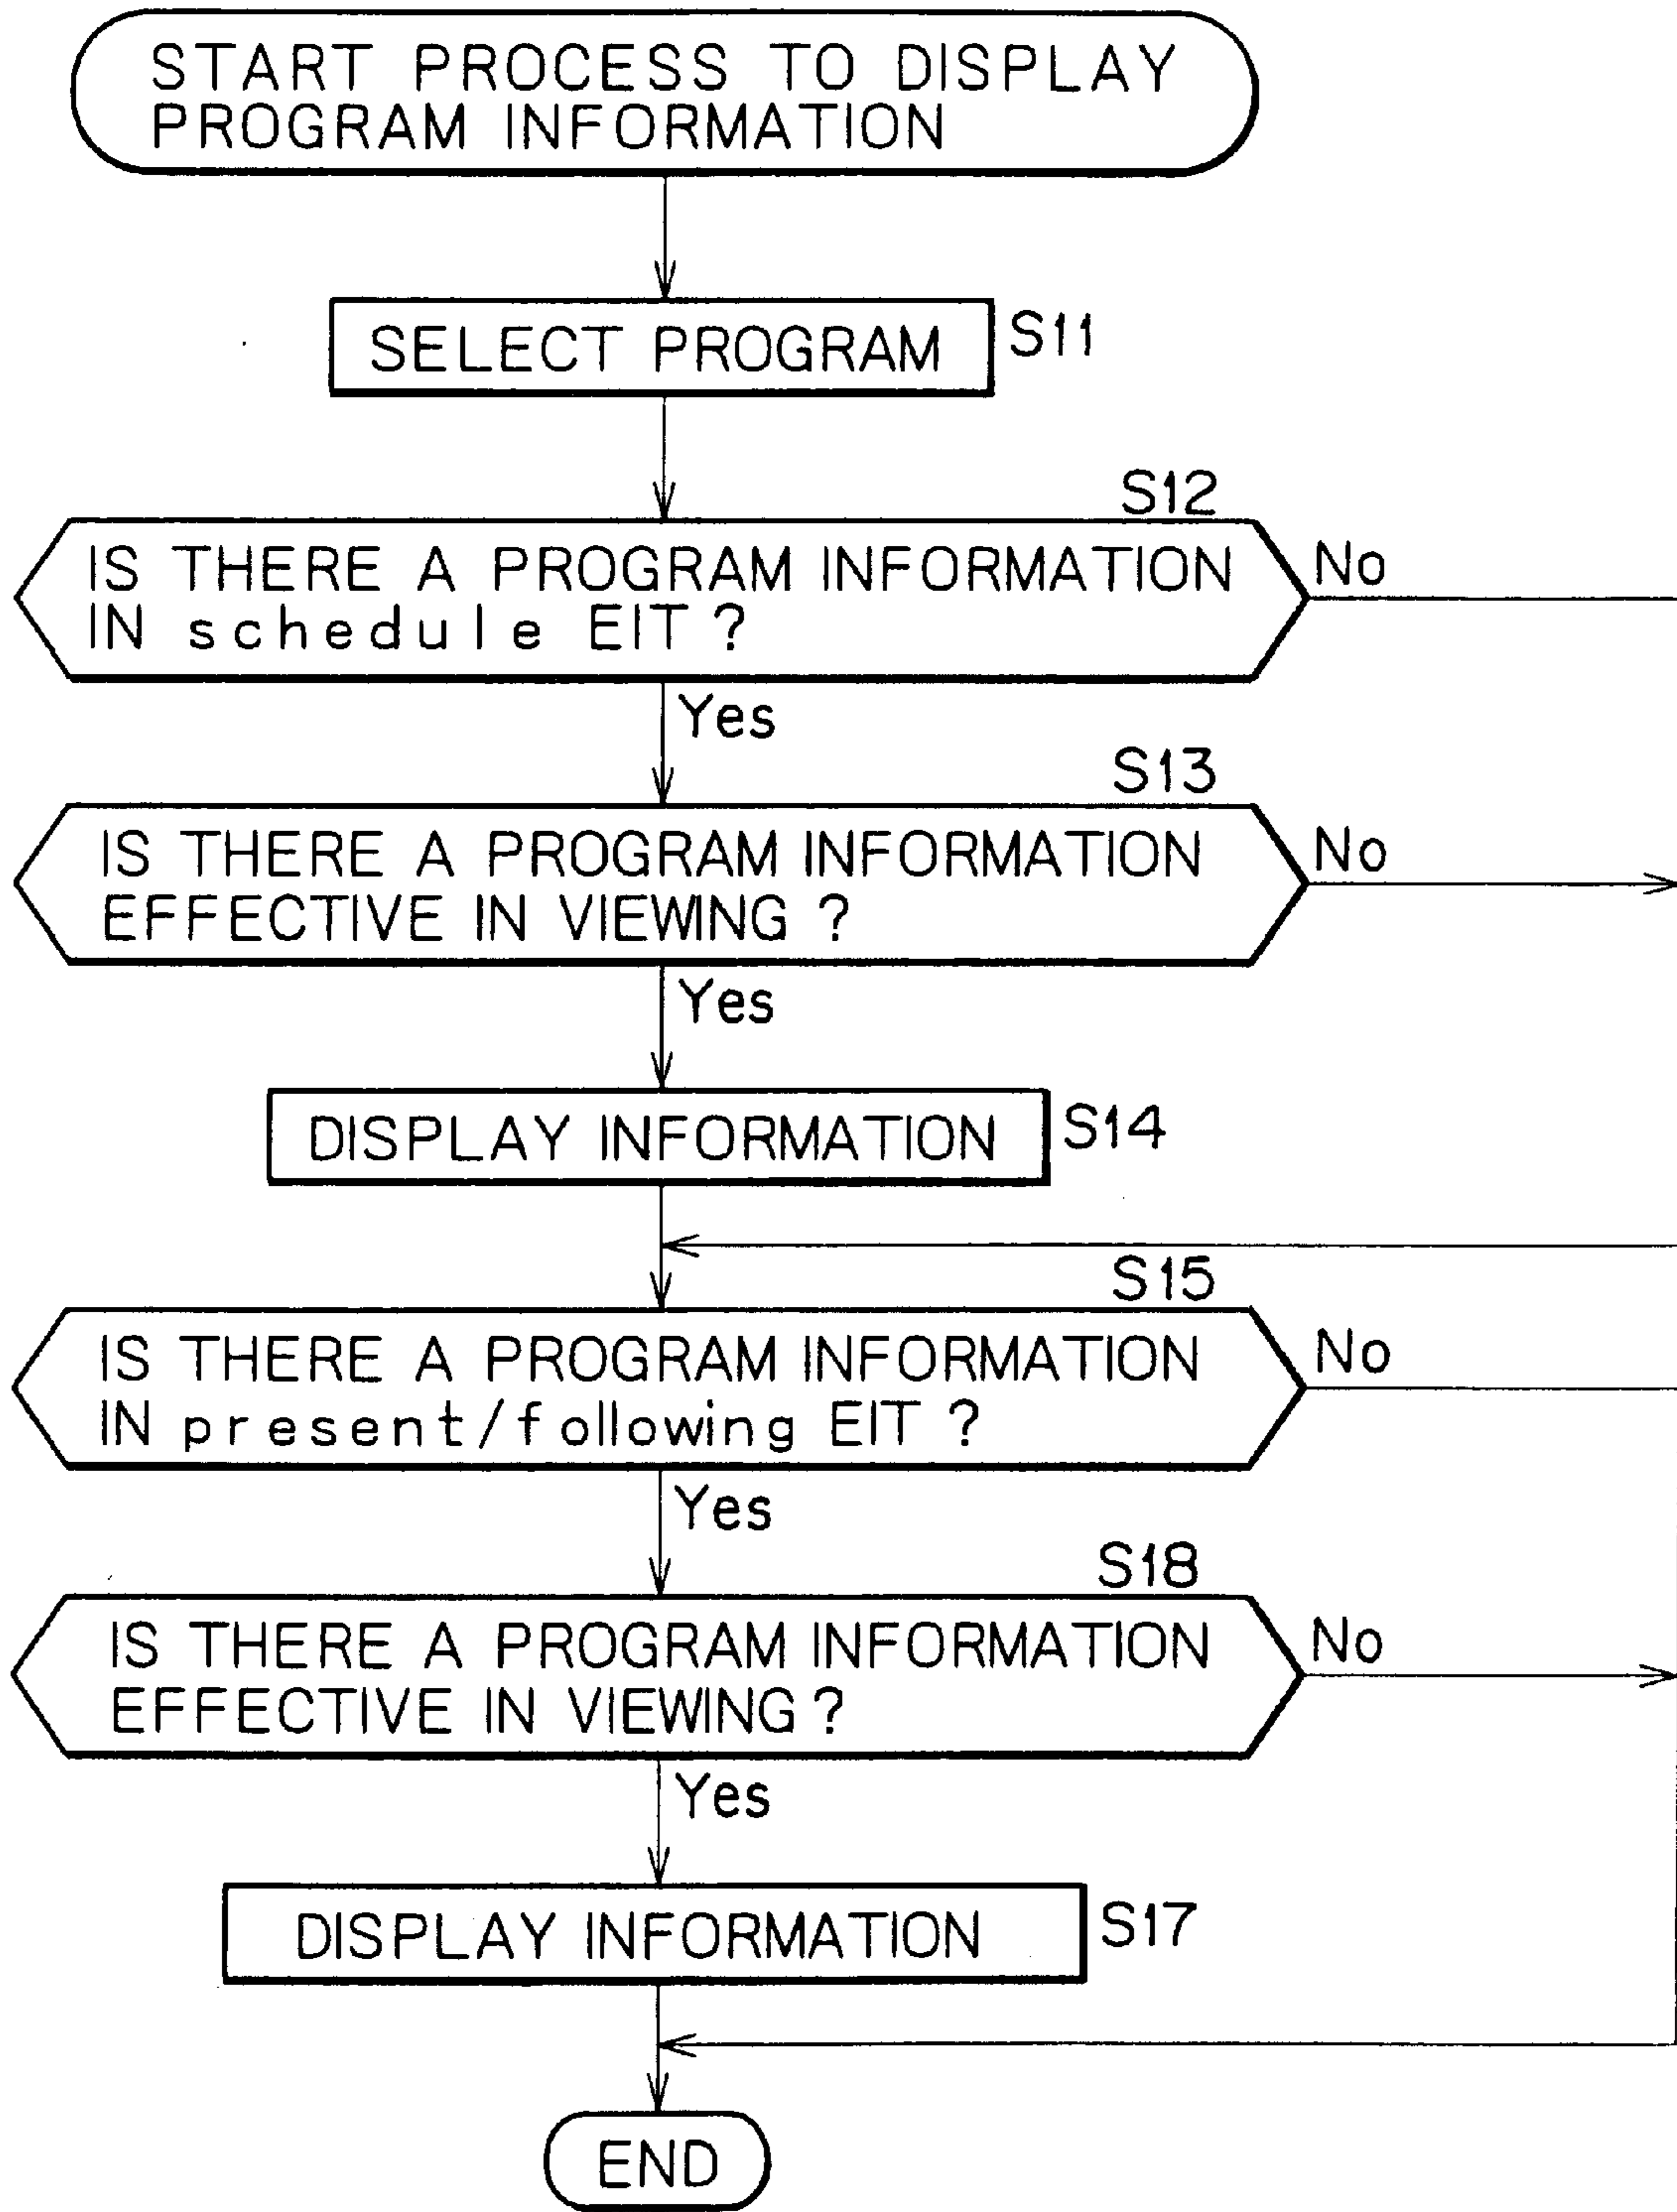 START PROCESS TO DISPLAY
PROGRAM INFORMATION
SELECT PROGRAM
S11
S12
IS THERE A PROGRAM INFORMATION
IN schedule EIT ?
No
Yes
S13
IS THERE A PROGRAM INFORMATION
EFFECTIVE IN VIEWING ?
No
Yes
DISPLAY INFORMATION
S14
S15
IS THERE A PROGRAM INFORMATION
IN present/following EIT ?
No
Yes
S18
IS THERE A PROGRAM INFORMATION
EFFECTIVE IN VIEWING ?
No
Yes
DISPLAY INFORMATION
S17
END